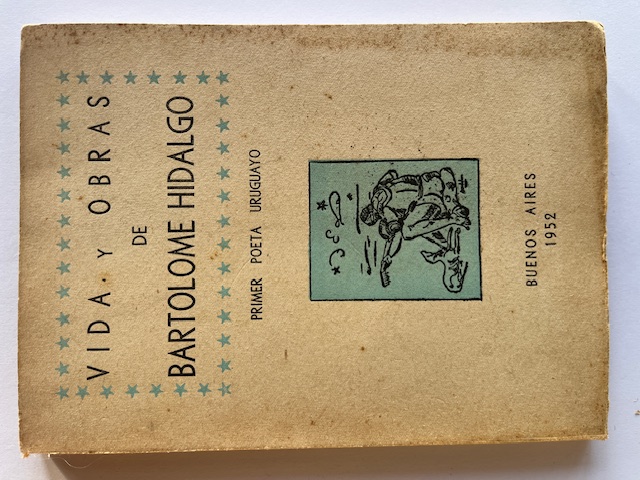 VIDA Y OBRAS
DE
BARTOLOME HIDALGO
PRIMER POETA URUGUAYO
BUENOS AIRES
1952